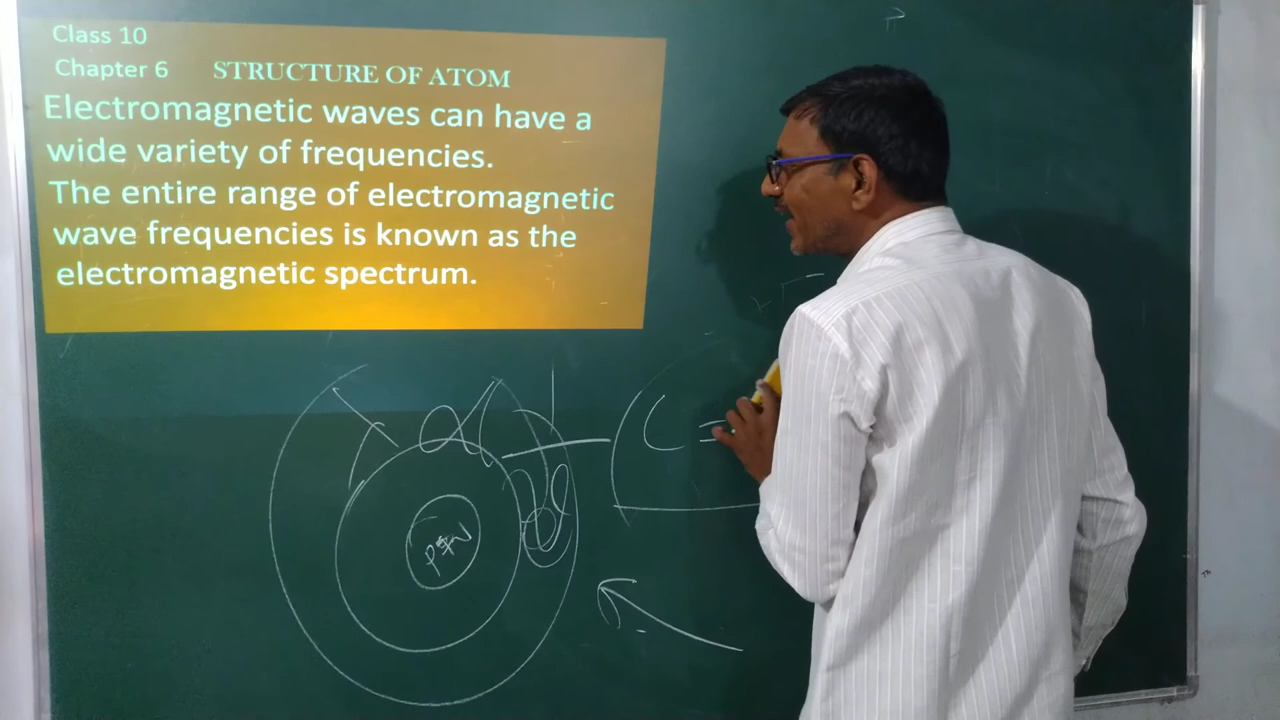 Class 10
Chapter 6 STRUCTURE OF ATOM
Electromagnetic waves can have a
wide variety of frequencies.
The entire range of electromagnetic
wave frequencies is known as the
electromagnetic spectrum.
C =
P+N